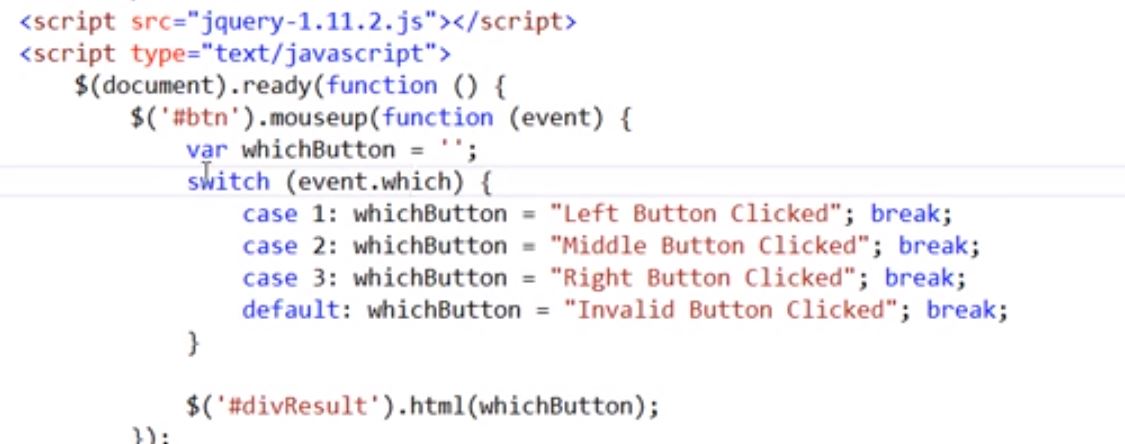 <script src="jquery-1.11.2.js"></script>
<script type="text/javascript">
    $(document).ready(function () {
        $('#btn').mouseup(function (event) {
            var whichButton = '';
            switch (event.which) {
                case 1: whichButton = "Left Button Clicked"; break;
                case 2: whichButton = "Middle Button Clicked"; break;
                case 3: whichButton = "Right Button Clicked"; break;
                default: whichButton = "Invalid Button Clicked"; break;
            }
            $('#divResult').html(whichButton);
        });